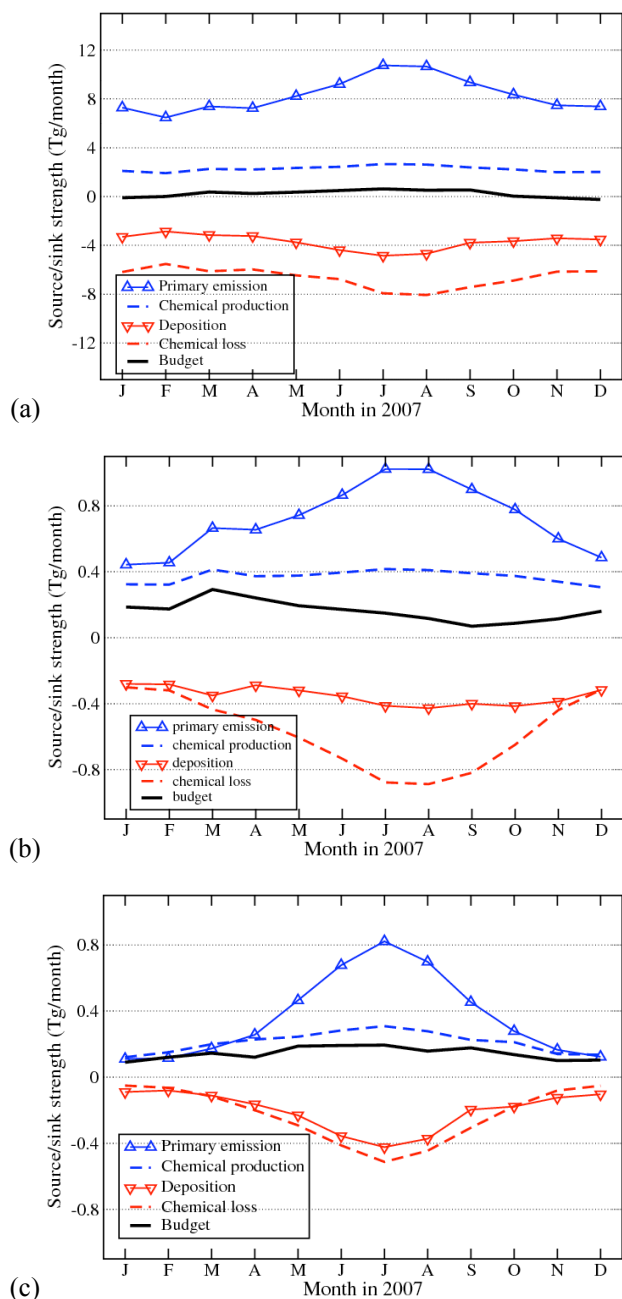 12
8
4
0
-4
-8
-12
Source/sink strength (Tg/month)
Primary emission
Chemical production
Deposition
Chemical loss
Budget
J F M A M J J A S O N D
Month in 2007
(a)
0.8
0.4
0
-0.4
-0.8
Source/sink strength (Tg/month)
primary emission
chemical production
deposition
chemical loss
budget
J F M A M J J A S O N D
Month in 2007
(b)
0.8
0.4
0
-0.4
-0.8
Source/sink strength (Tg/month)
Primary emission
Chemical production
Deposition
Chemical loss
Budget
J F M A M J J A S O N D
Month in 2007
(c)